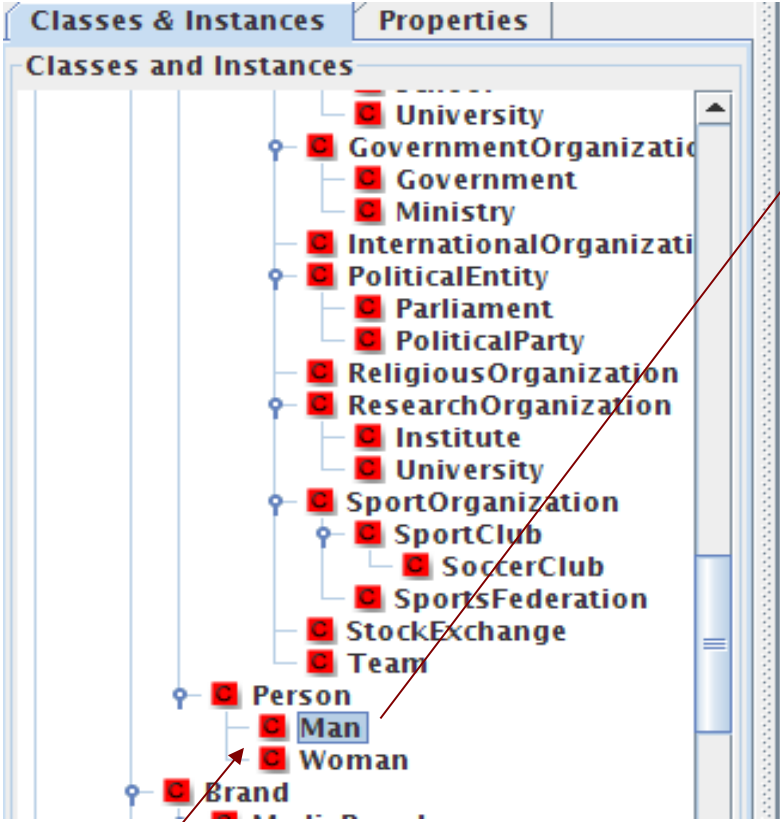 Classes & Instances Properties
Classes and Instances
C University
C GovernmentOrganizatio
C Government
C Ministry
C InternationalOrganizati
C PoliticalEntity
C Parliament
C PoliticalParty
C ReligiousOrganization
C ResearchOrganization
C Institute
C University
C SportOrganization
C SportClub
C SoccerClub
C SportsFederation
C StockExchange
C Team
C Person
C Man
C Woman
C Brand